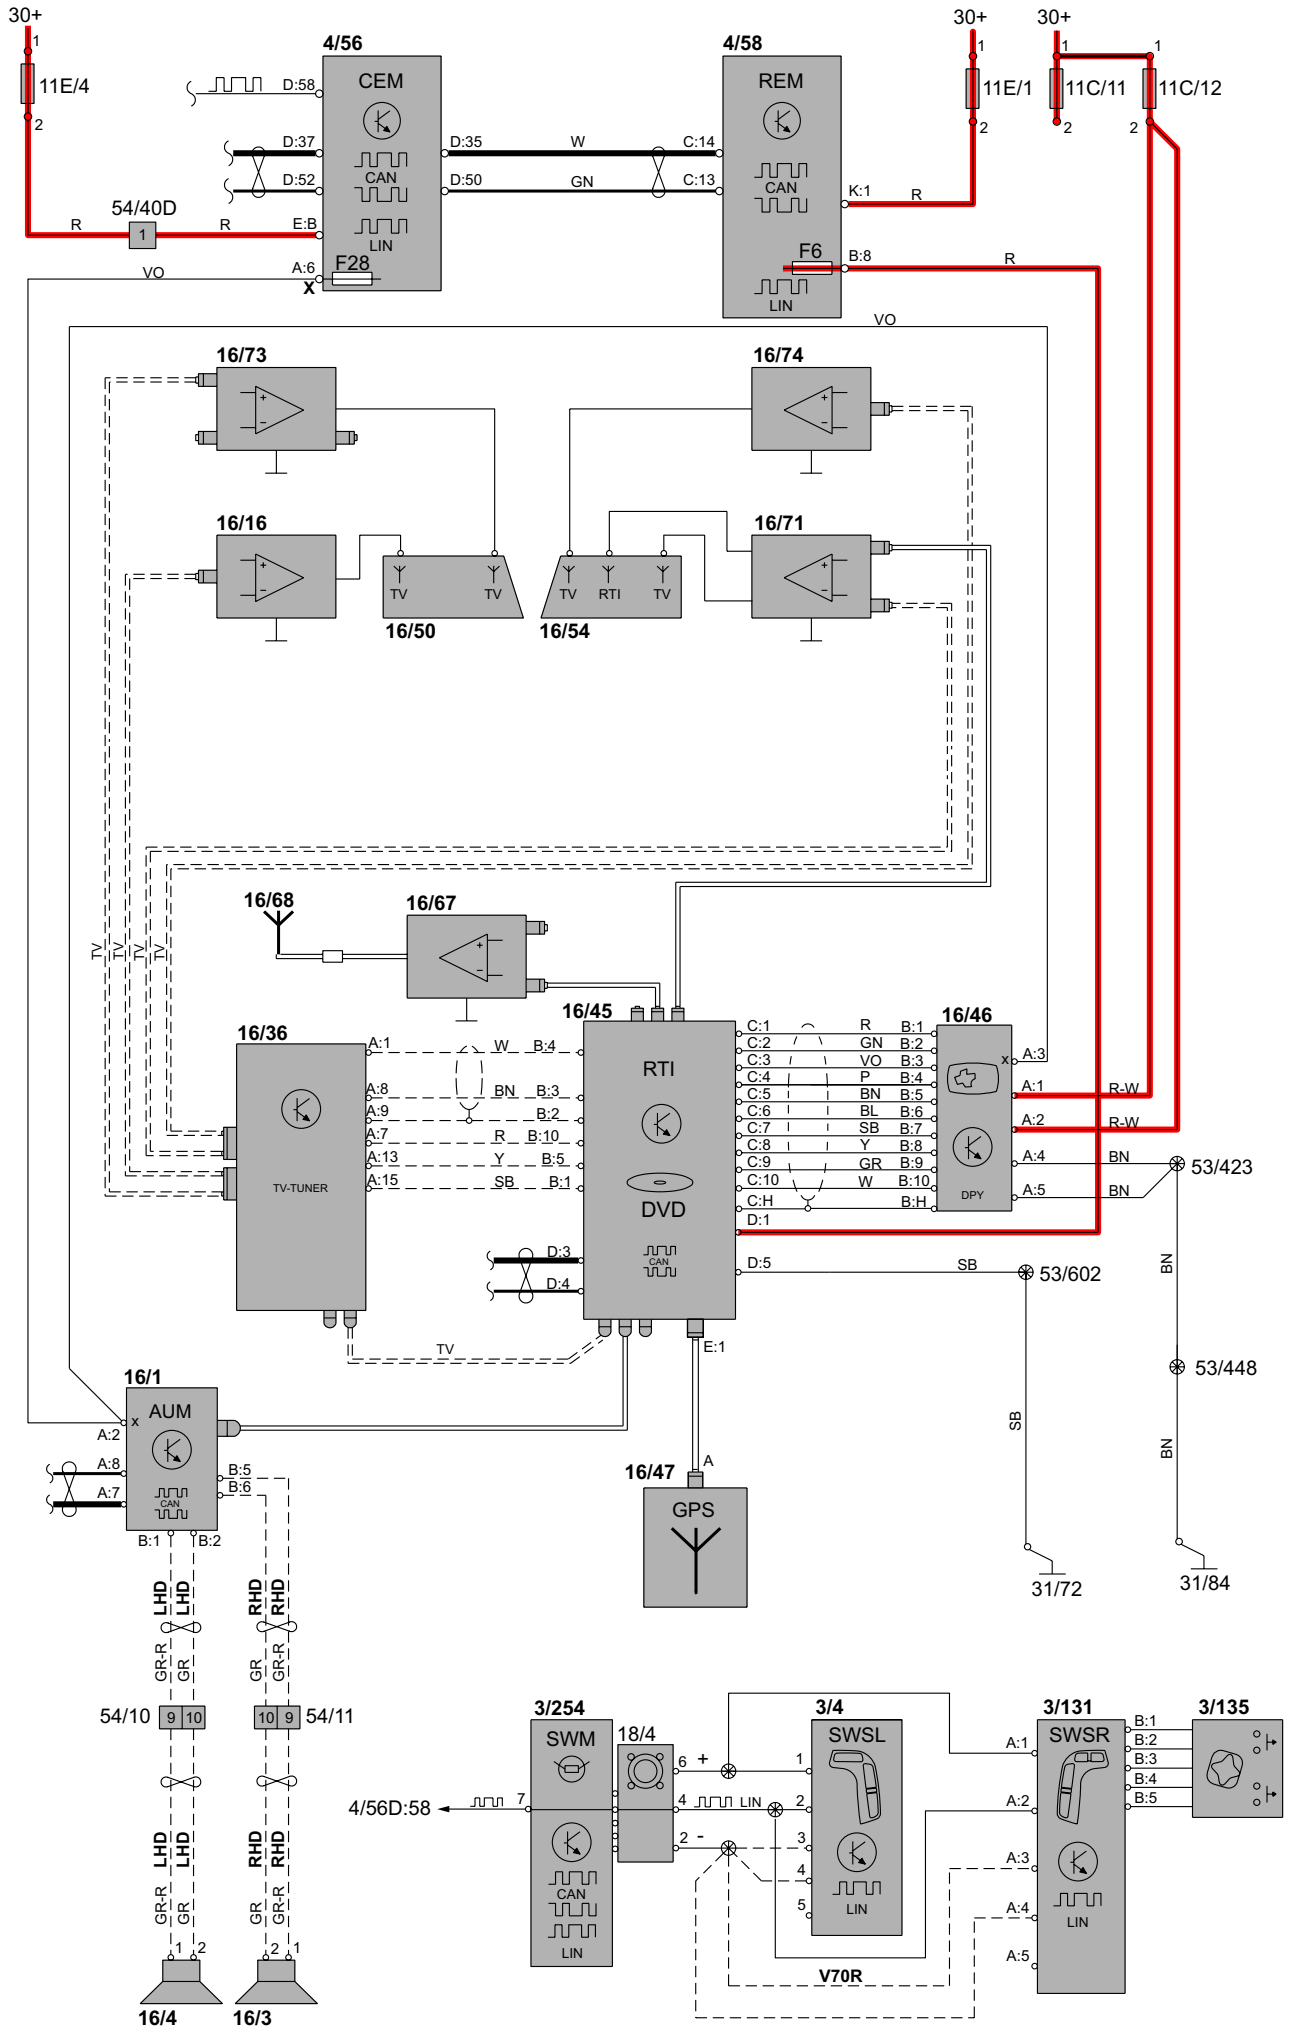 30+
4/56
4/58
30+
30+
1
1
1
1
11E/4
D:58
CEM
REM
11E/1
11C/11
11C/12
2
2
2
2
D:37
D:35
W
C:14
CAN
CAN
D:52
D:50
GN
C:13
K:1
R
54/40D
R
1
R
E:B
LIN
F28
F6
B:8
R
VO
A:6
X
LIN
VO
16/73
16/74
+
−
+
−
16/16
16/71
+
−
+
−
TV
TV
TV
RTI
TV
16/50
16/54
16/68
16/67
TV
TV
TV
TV
+
−
16/36
16/45
16/46
A:1
W
B:4
A:8
BN
B:3
A:9
B:2
A:7
R
B:10
A:13
Y
B:5
A:15
SB
B:1
TV-TUNER
RTI
DVD
CAN
C:1
R
B:1
C:2
GN
B:2
C:3
VO
B:3
C:4
P
B:4
C:5
BN
B:5
C:6
BL
B:6
C:7
SB
B:7
C:8
Y
B:8
C:9
GR
B:9
C:10
W
B:10
C:H
B:H
D:1
x
A:3
A:1
R-W
A:2
R-W
A:4
BN
53/423
A:5
BN
DPY
D:3
D:4
D:5
SB
53/602
BN
TV
E:1
53/448
16/1
AUM
x
A:2
A:8
A:7
CAN
B:5
B:6
B:1
B:2
SB
BN
16/47
A
GPS
31/72
31/84
LHD
LHD
RHD
RHD
GR-R
GR
GR
GR-R
54/10
9
10
10
9
54/11
LHD
LHD
RHD
RHD
GR-R
GR
GR
GR-R
1
2
2
1
16/4
16/3
3/254
SWM
18/4
3/4
SWSL
3/131
SWSR
3/135
6
+
1
A:1
B:1
B:2
B:3
B:4
B:5
4/56D:58
7
4
LIN
2
A:2
2
-
3
4
5
A:3
A:4
A:5
CAN
LIN
LIN
LIN
V70R